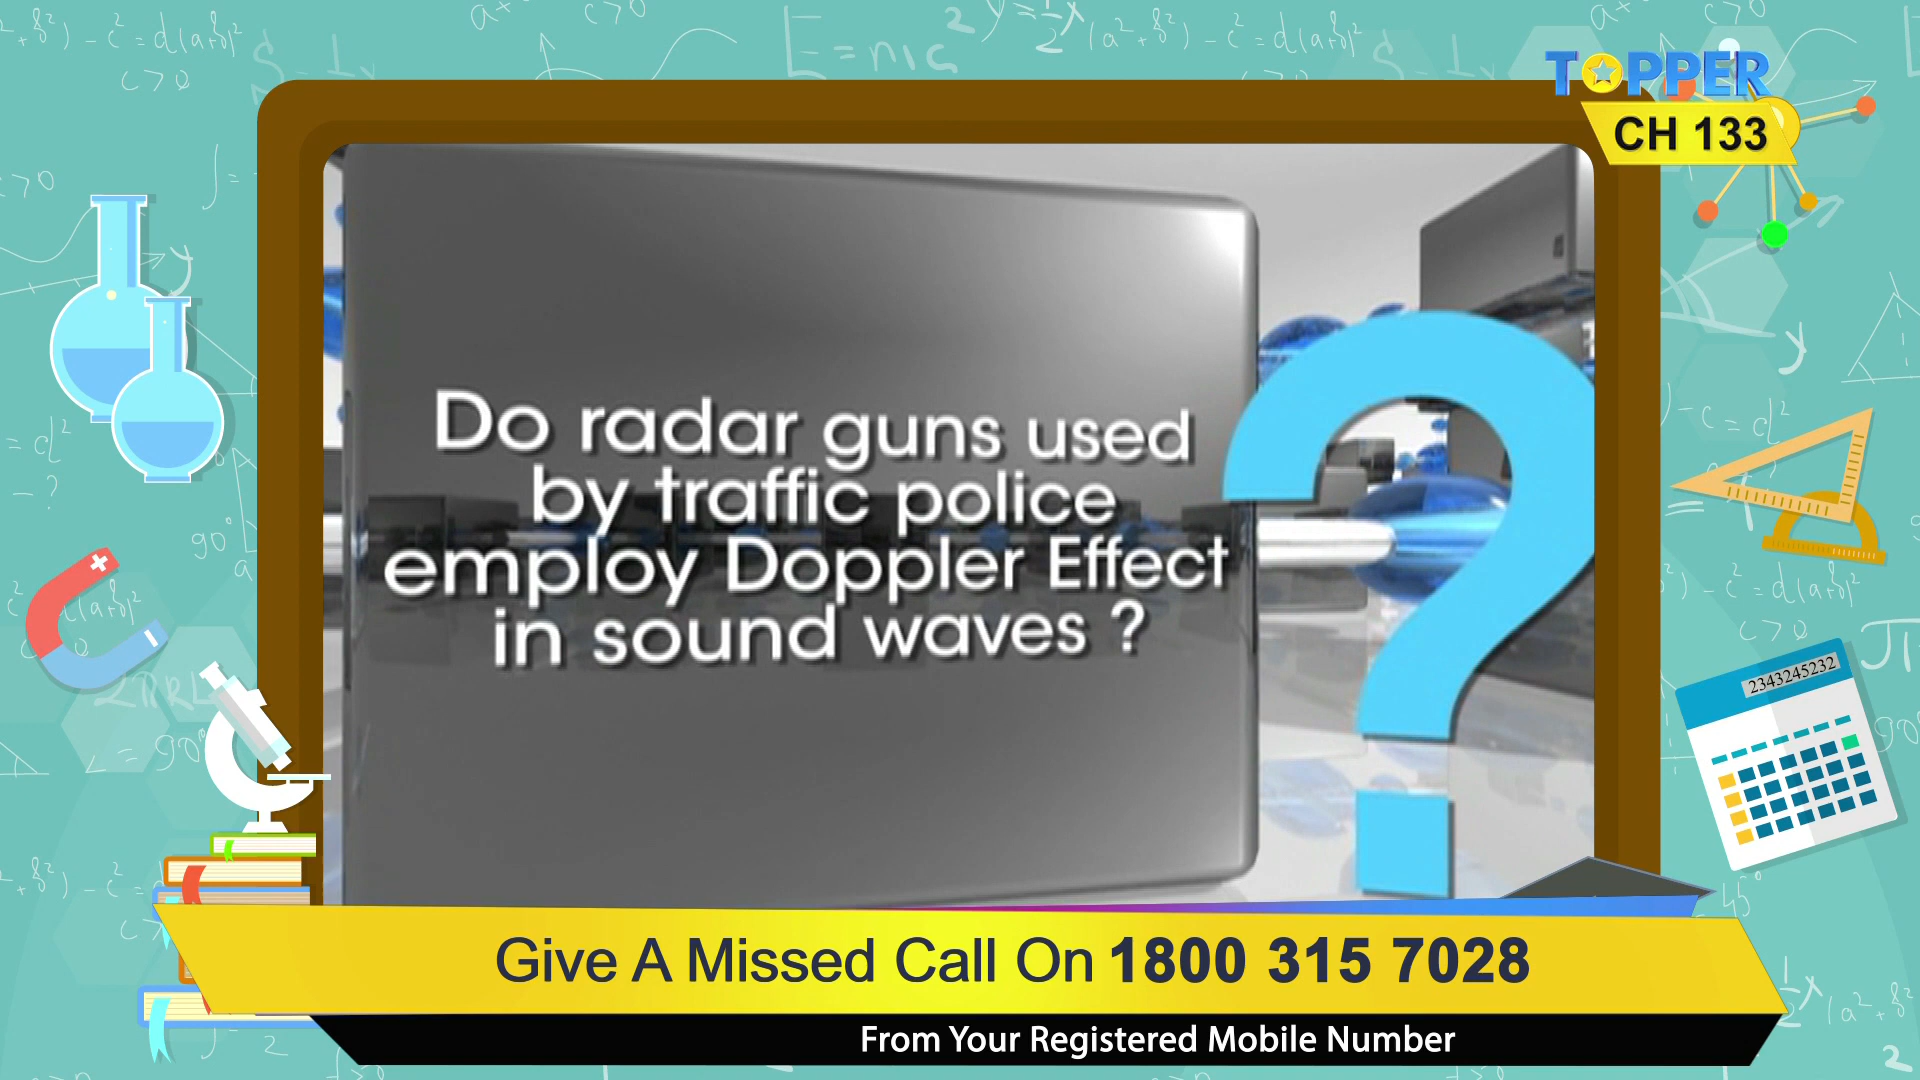 TOPPER
CH 133
Do radar guns used
by traffic police
employ Doppler Effect
in sound waves ?
2343245232
Give A Missed Call On 1800 315 7028
From Your Registered Mobile Number